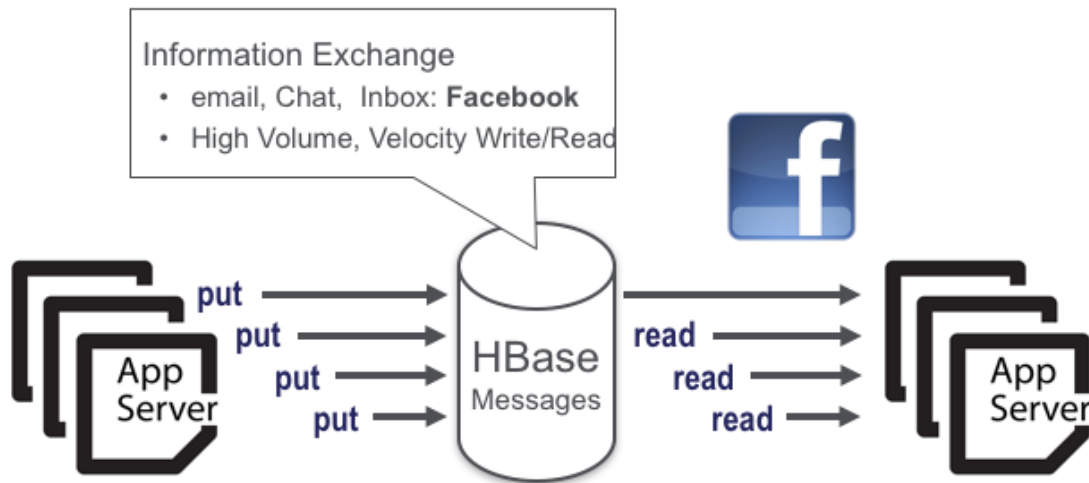 Information Exchange
• email, Chat, Inbox: Facebook
• High Volume, Velocity Write/Read
f
put
put
put
put
App
Server
HBase
Messages
read
read
read
App
Server